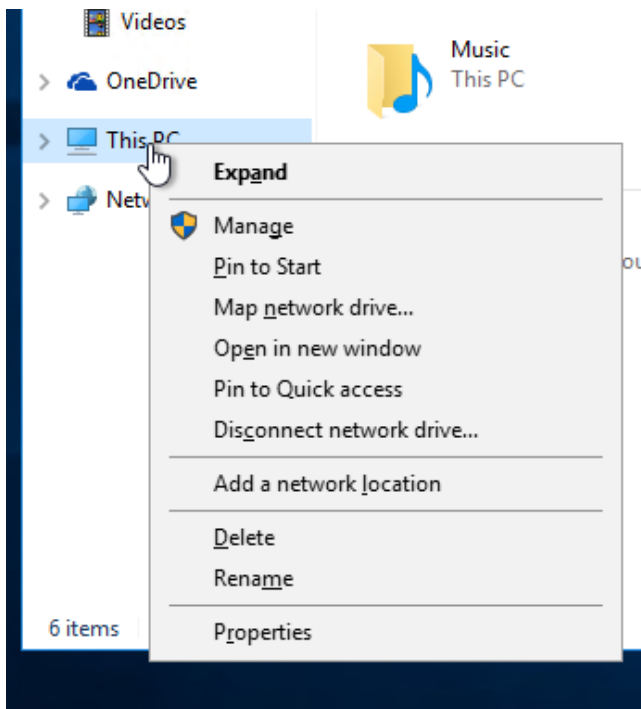 Videos
OneDrive
This PC
Music
This PC
Expand
Manage
Pin to Start
Map network drive...
Open in new window
Pin to Quick access
Disconnect network drive...
Add a network location
Delete
Rename
Properties
6 items